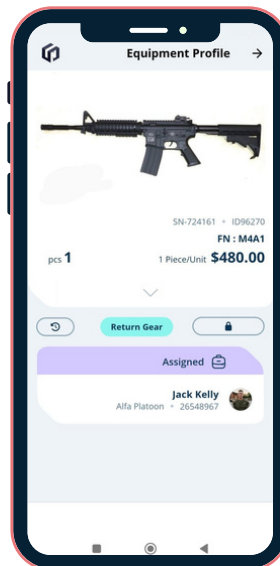 Equipment Profile →
SN-724161 • ID96270
FN : M4A1
pcs 1 1 Piece/Unit $480.00
Return Gear
Assigned
Jack Kelly
Alfa Platoon • 26548967